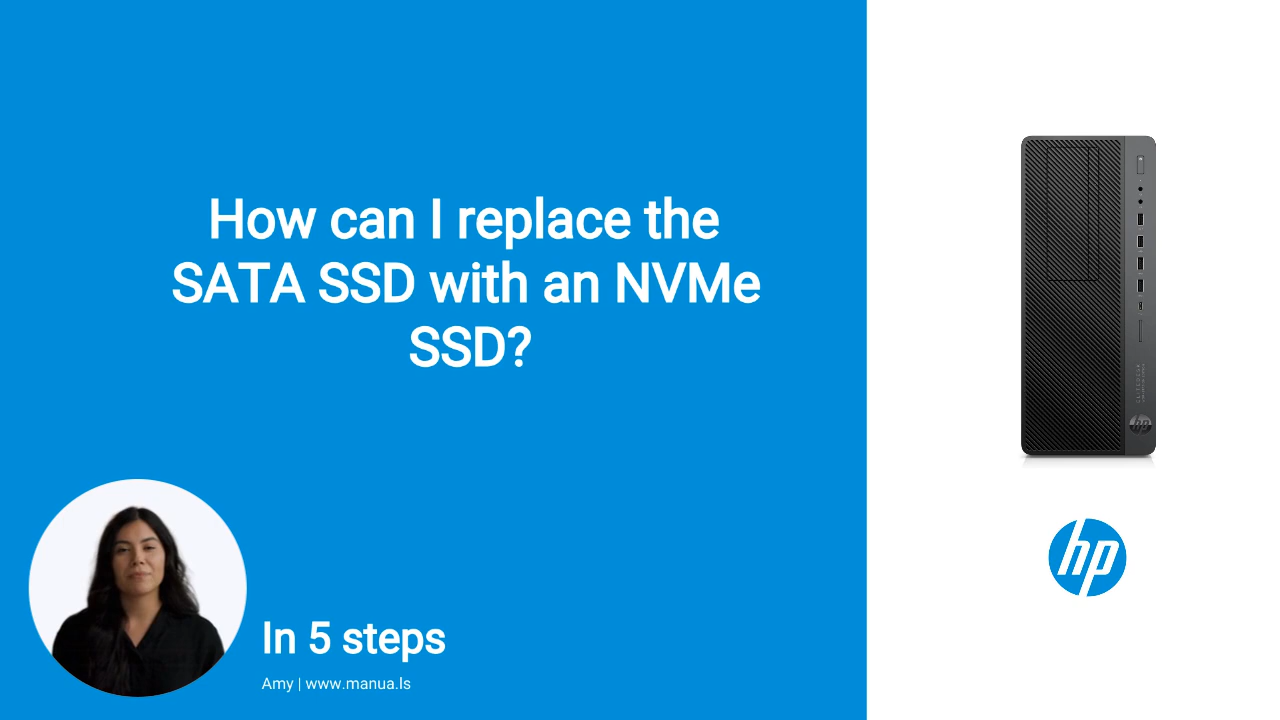 How can I replace the
SATA SSD with an NVMe
SSD?
In 5 steps
Amy | www.manua.ls
hp